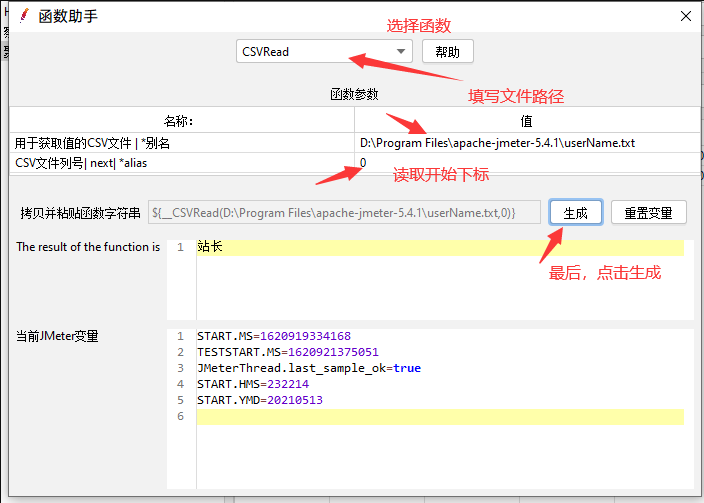 函数助手
选择函数
CSVRead
帮助
填写文件路径
函数参数
名称:
值
用于获取值的CSV文件 | *别名
D:\Program Files\apache-jmeter-5.4.1\userName.txt
CSV文件列号| next| *alias
0
读取开始下标
拷贝并粘贴函数字符串
${__CSVRead(D:\Program Files\apache-jmeter-5.4.1\userName.txt,0)}
生成
重置变量
最后，点击生成
The result of the function is
1
站长
当前JMeter变量
1 START.MS=1620919334168
2 TESTSTART.MS=1620921375051
3 JMeterThread.last_sample_ok=true
4 START.HMS=232214
5 START.YMD=20210513
6